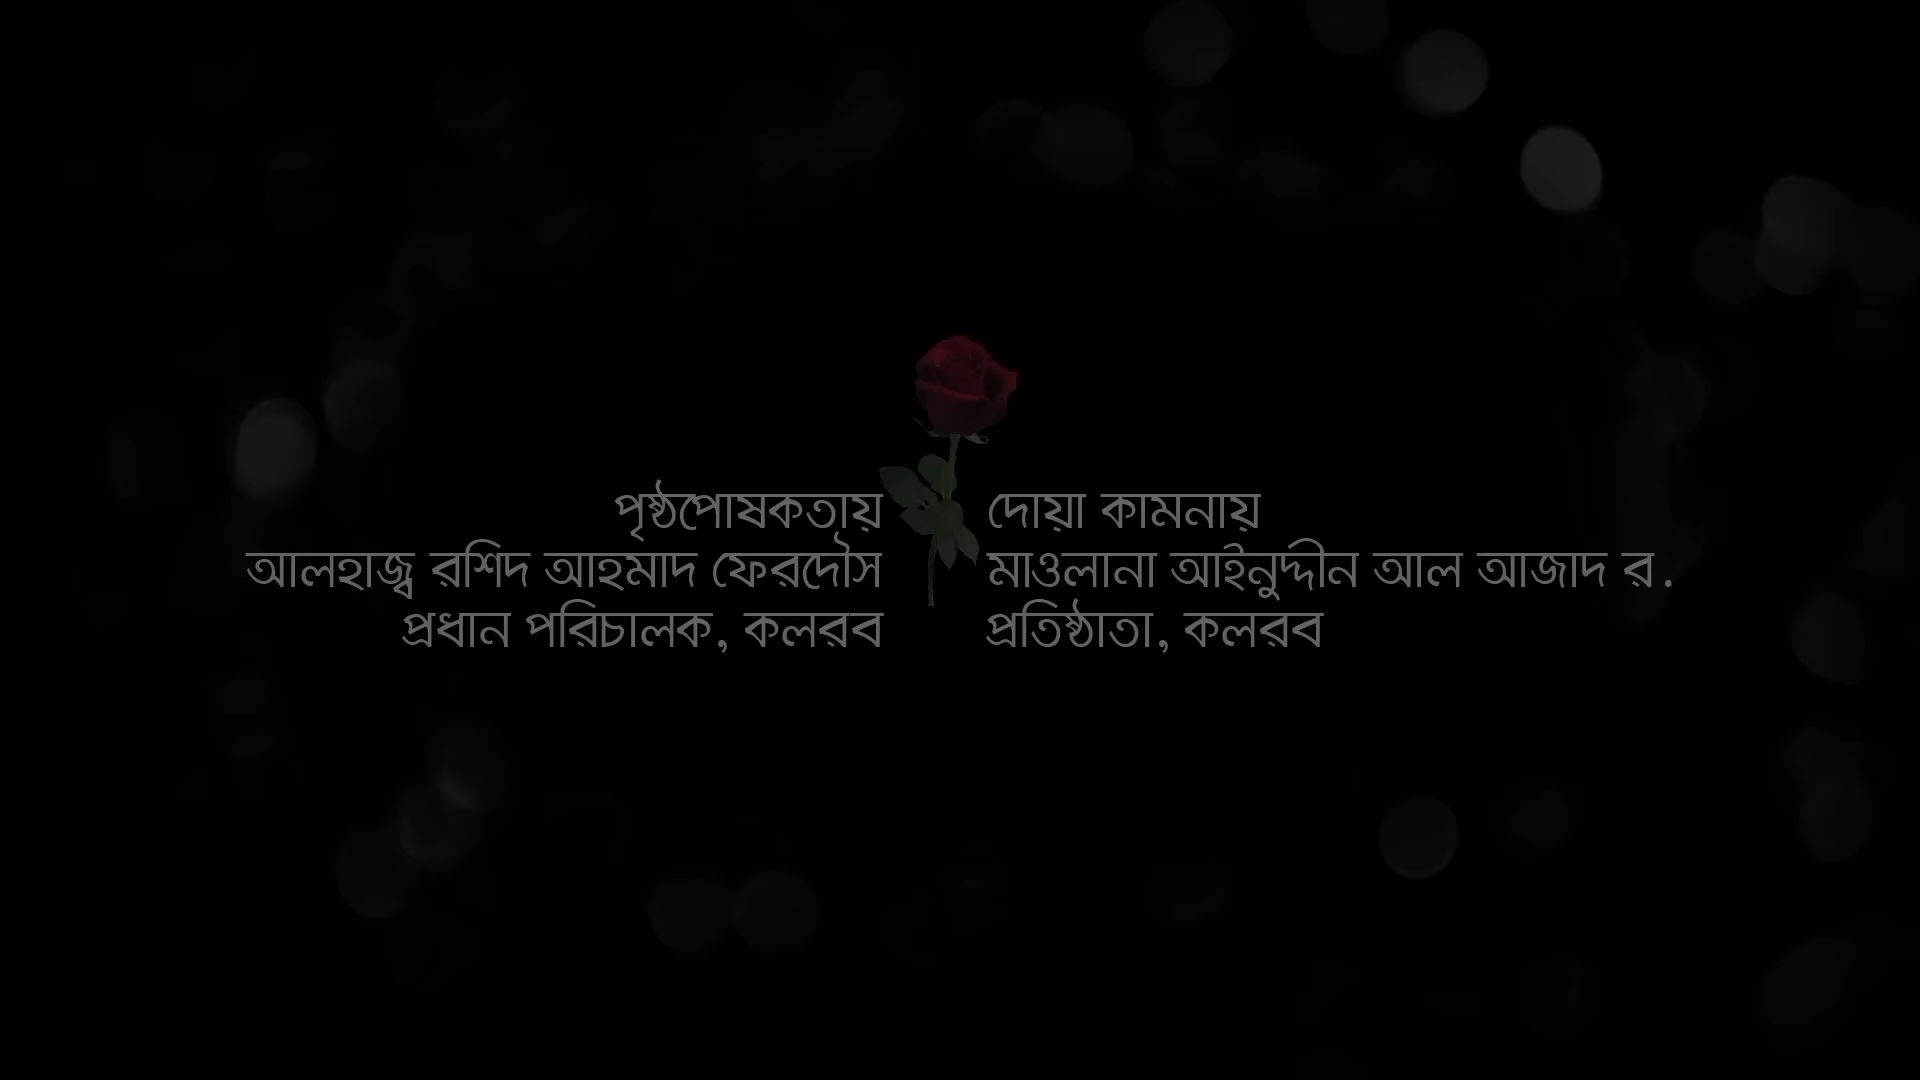 পৃষ্ঠপোষকতায়
আলহাজ্ব রশিদ আহমাদ ফেরদৌস
প্রধান পরিচালক, কলরব
দোয়া কামনায়
মাওলানা আইনুদ্দীন আল আজাদ র.
প্রতিষ্ঠাতা, কলরব